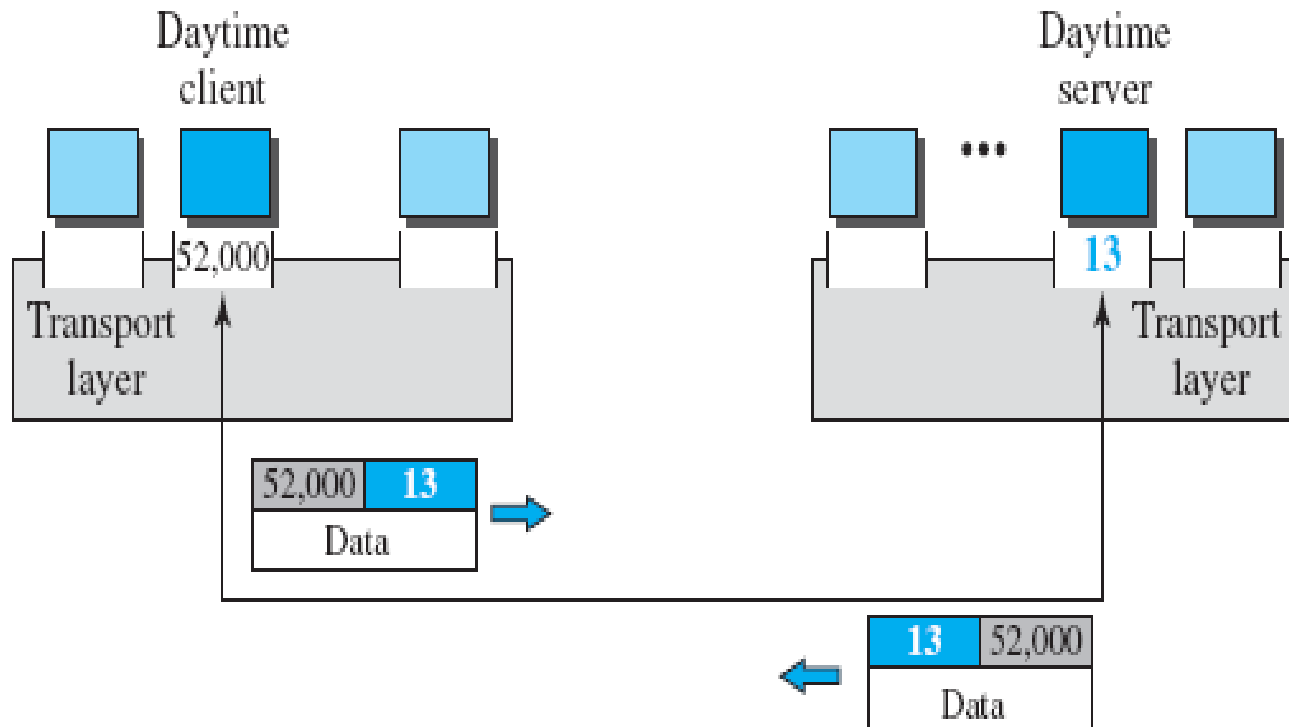 Daytime
client
Daytime
server
•••
52,000
13
Transport
layer
Transport
layer
52,000 13
Data
13 52,000
Data